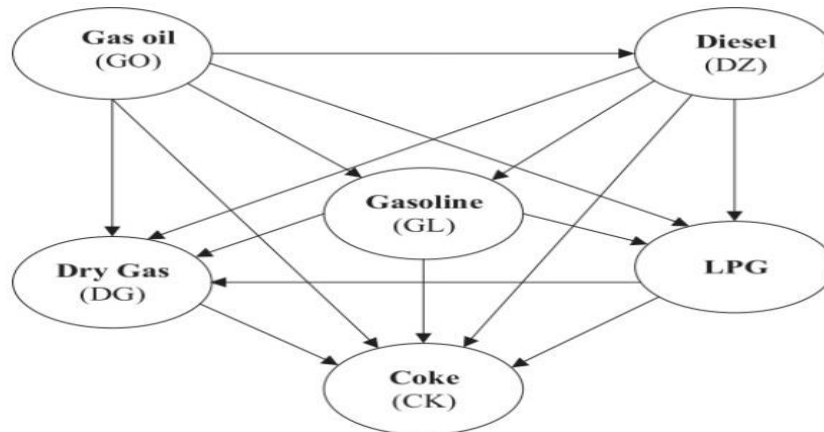 Gas oil
(GO)
Diesel
(DZ)
Gasoline
(GL)
Dry Gas
(DG)
LPG
Coke
(CK)